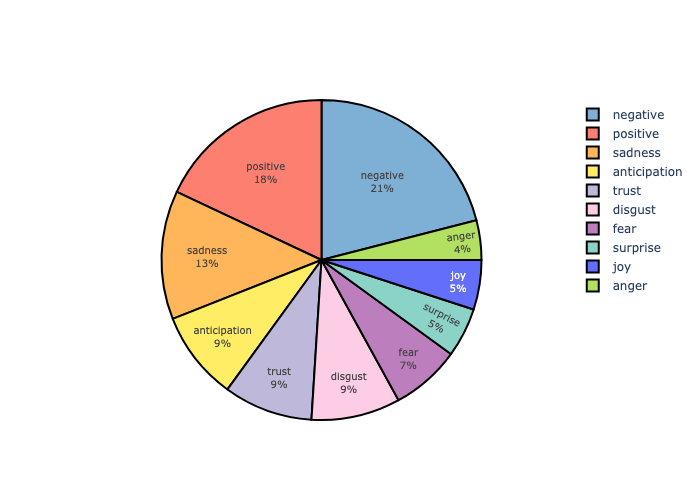 positive
18%
negative
21%
anger
4%
sadness
13%
joy
5%
surprise
5%
anticipation
9%
fear
7%
trust
9%
disgust
9%
negative
positive
sadness
anticipation
trust
disgust
fear
surprise
joy
anger